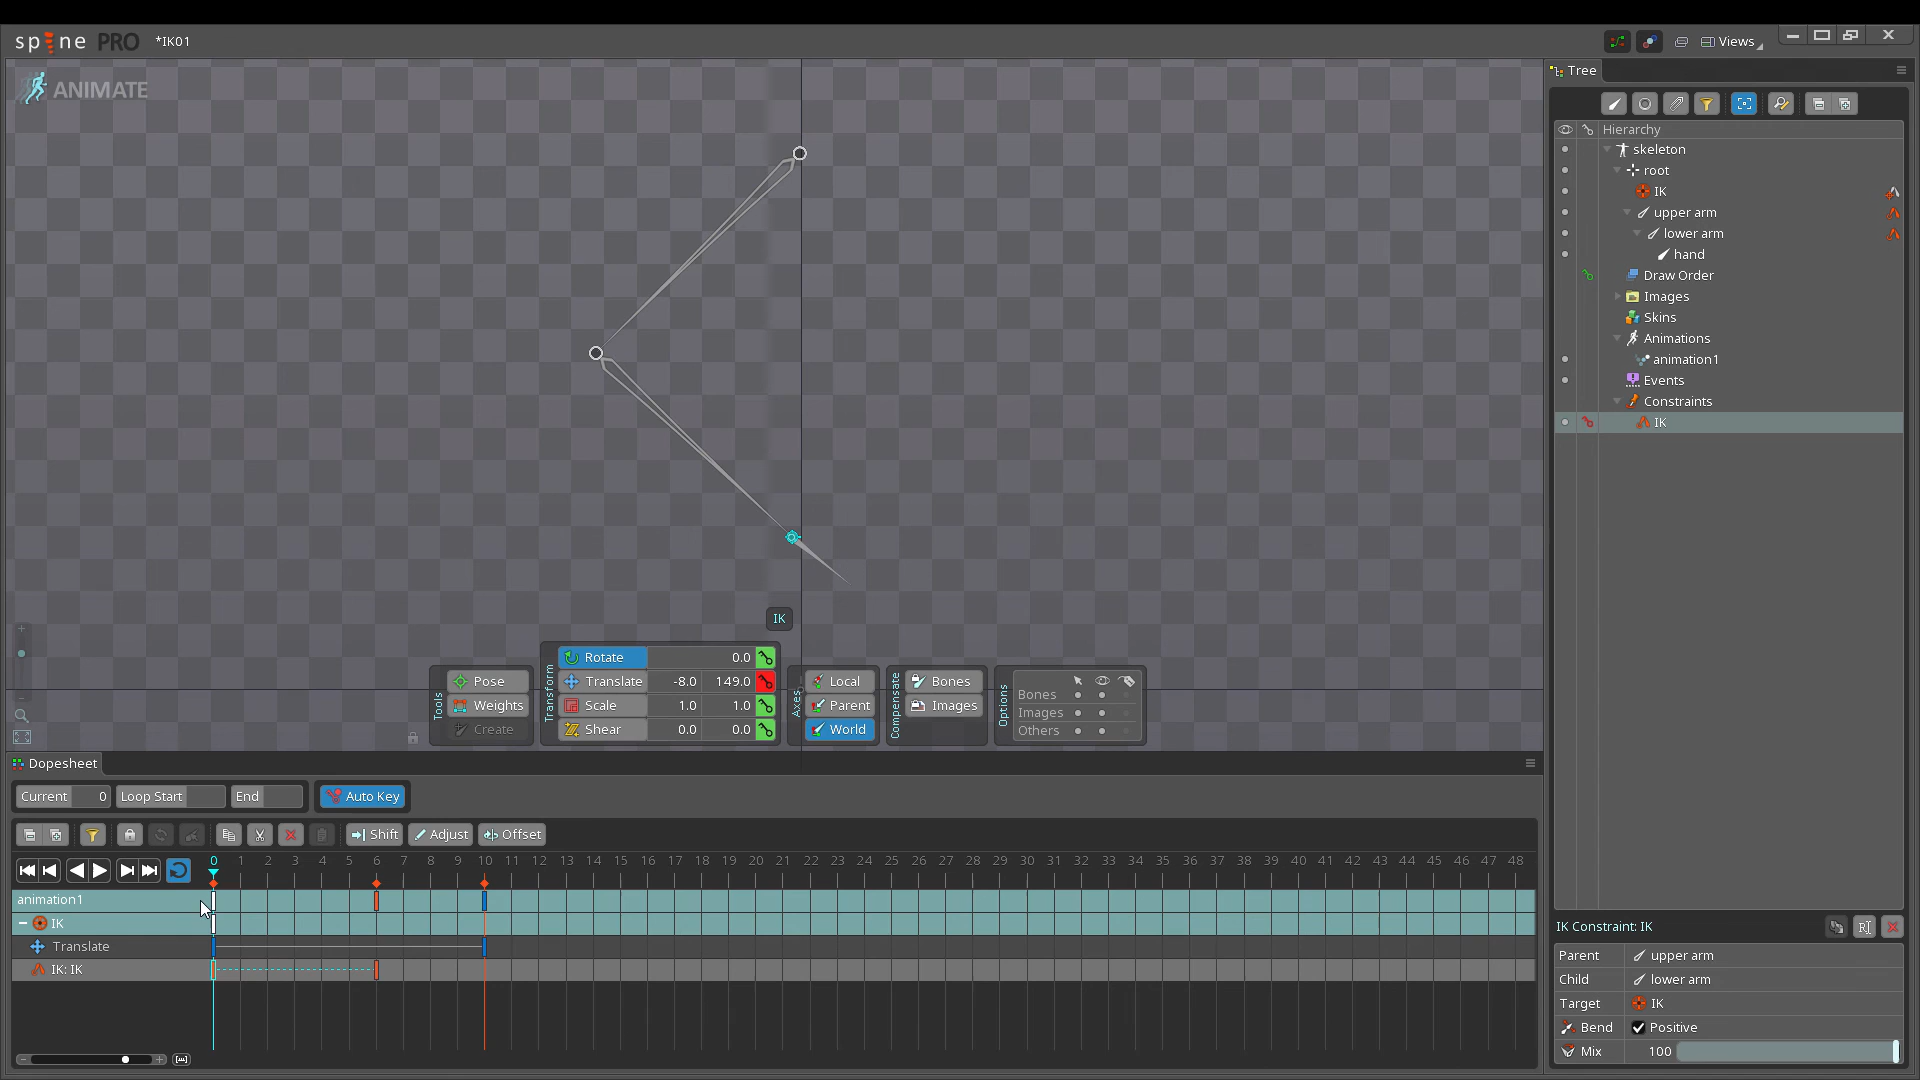 spine PRO *IK01
Views
ANIMATE
Tree
Hierarchy
skeleton
root
IK
upper arm
lower arm
hand
Draw Order
Images
Skins
Animations
animation1
Events
Constraints
IK
IK
Tools
Pose
Weights
Create
Transform
Rotate 0.0
Translate -8.0 149.0
Scale 1.0 1.0
Shear 0.0 0.0
Axes
Local
Parent
World
Compensate
Bones
Images
Options
Bones
Images
Others
Dopesheet
Current 0 Loop Start End Auto Key
Shift Adjust Offset
0 1 2 3 4 5 6 7 8 9 10 11 12 13 14 15 16 17 18 19 20 21 22 23 24 25 26 27 28 29 30 31 32 33 34 35 36 37 38 39 40 41 42 43 44 45 46 47 48
animation1
IK
Translate
IK: IK
IK Constraint: IK
Parent upper arm
Child lower arm
Target IK
Bend Positive
Mix 100